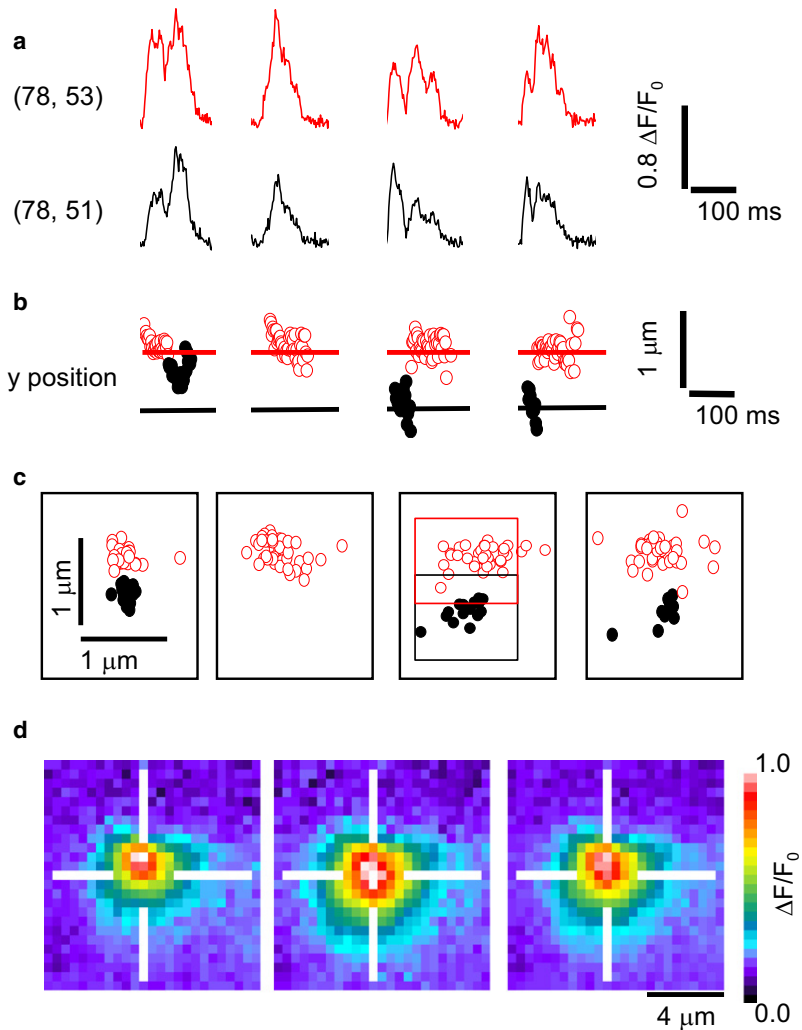 a
(78, 53)
(78, 51)
0.8 ΔF/F0
100 ms
b
y position
1 μm
100 ms
c
1 μm
1 μm
d
1.0
ΔF/F0
0.0
4 μm